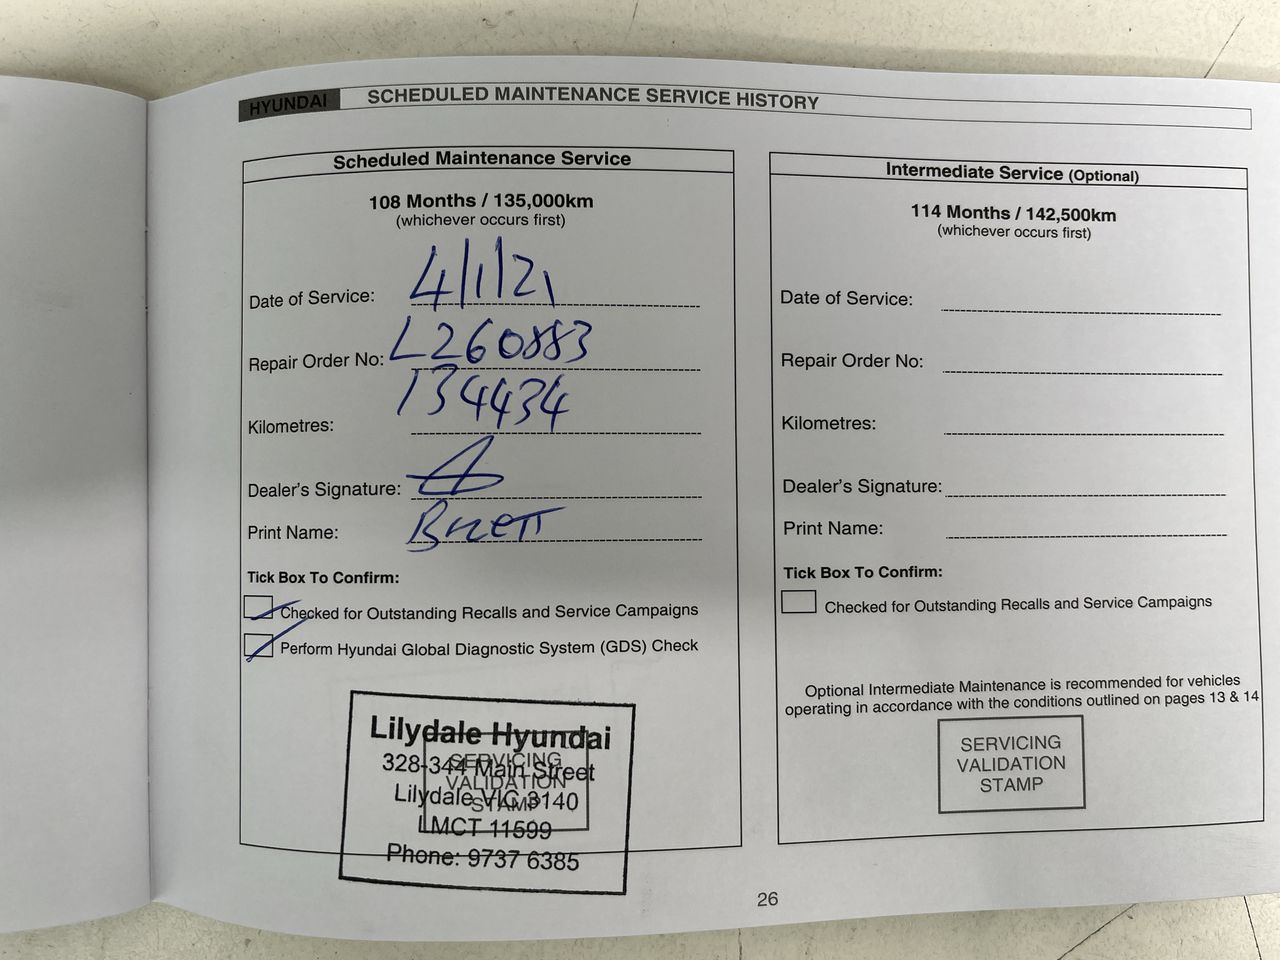 HYUNDAI SCHEDULED MAINTENANCE SERVICE HISTORY
Scheduled Maintenance Service
108 Months / 135,000km
(whichever occurs first)
Date of Service: 4/1/21
Repair Order No: L260883
Kilometres: 134434
Dealer's Signature:
Print Name: Brett
Tick Box To Confirm:
Checked for Outstanding Recalls and Service Campaigns
Perform Hyundai Global Diagnostic System (GDS) Check
SERVICING
VALIDATION
STAMP
Lilydale Hyundai
328-344 Main Street
Lilydale VIC 3140
LMCT 11599
Phone: 9737 6385
Intermediate Service (Optional)
114 Months / 142,500km
(whichever occurs first)
Date of Service:
Repair Order No:
Kilometres:
Dealer's Signature:
Print Name:
Tick Box To Confirm:
Checked for Outstanding Recalls and Service Campaigns
Optional Intermediate Maintenance is recommended for vehicles
operating in accordance with the conditions outlined on pages 13 & 14
SERVICING
VALIDATION
STAMP
26